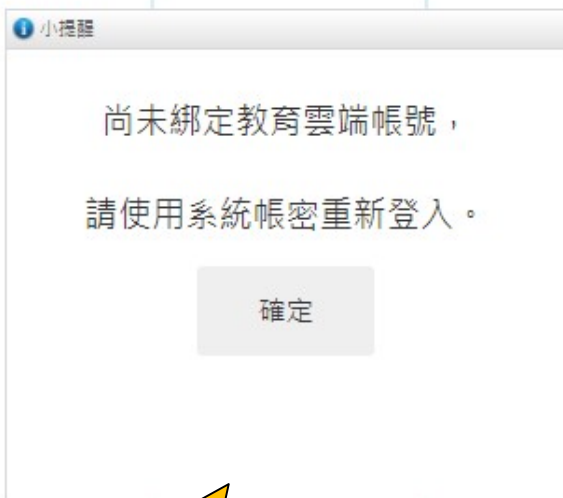 小提醒
尚未綁定教育雲端帳號，
請使用系統帳密重新登入。
確定